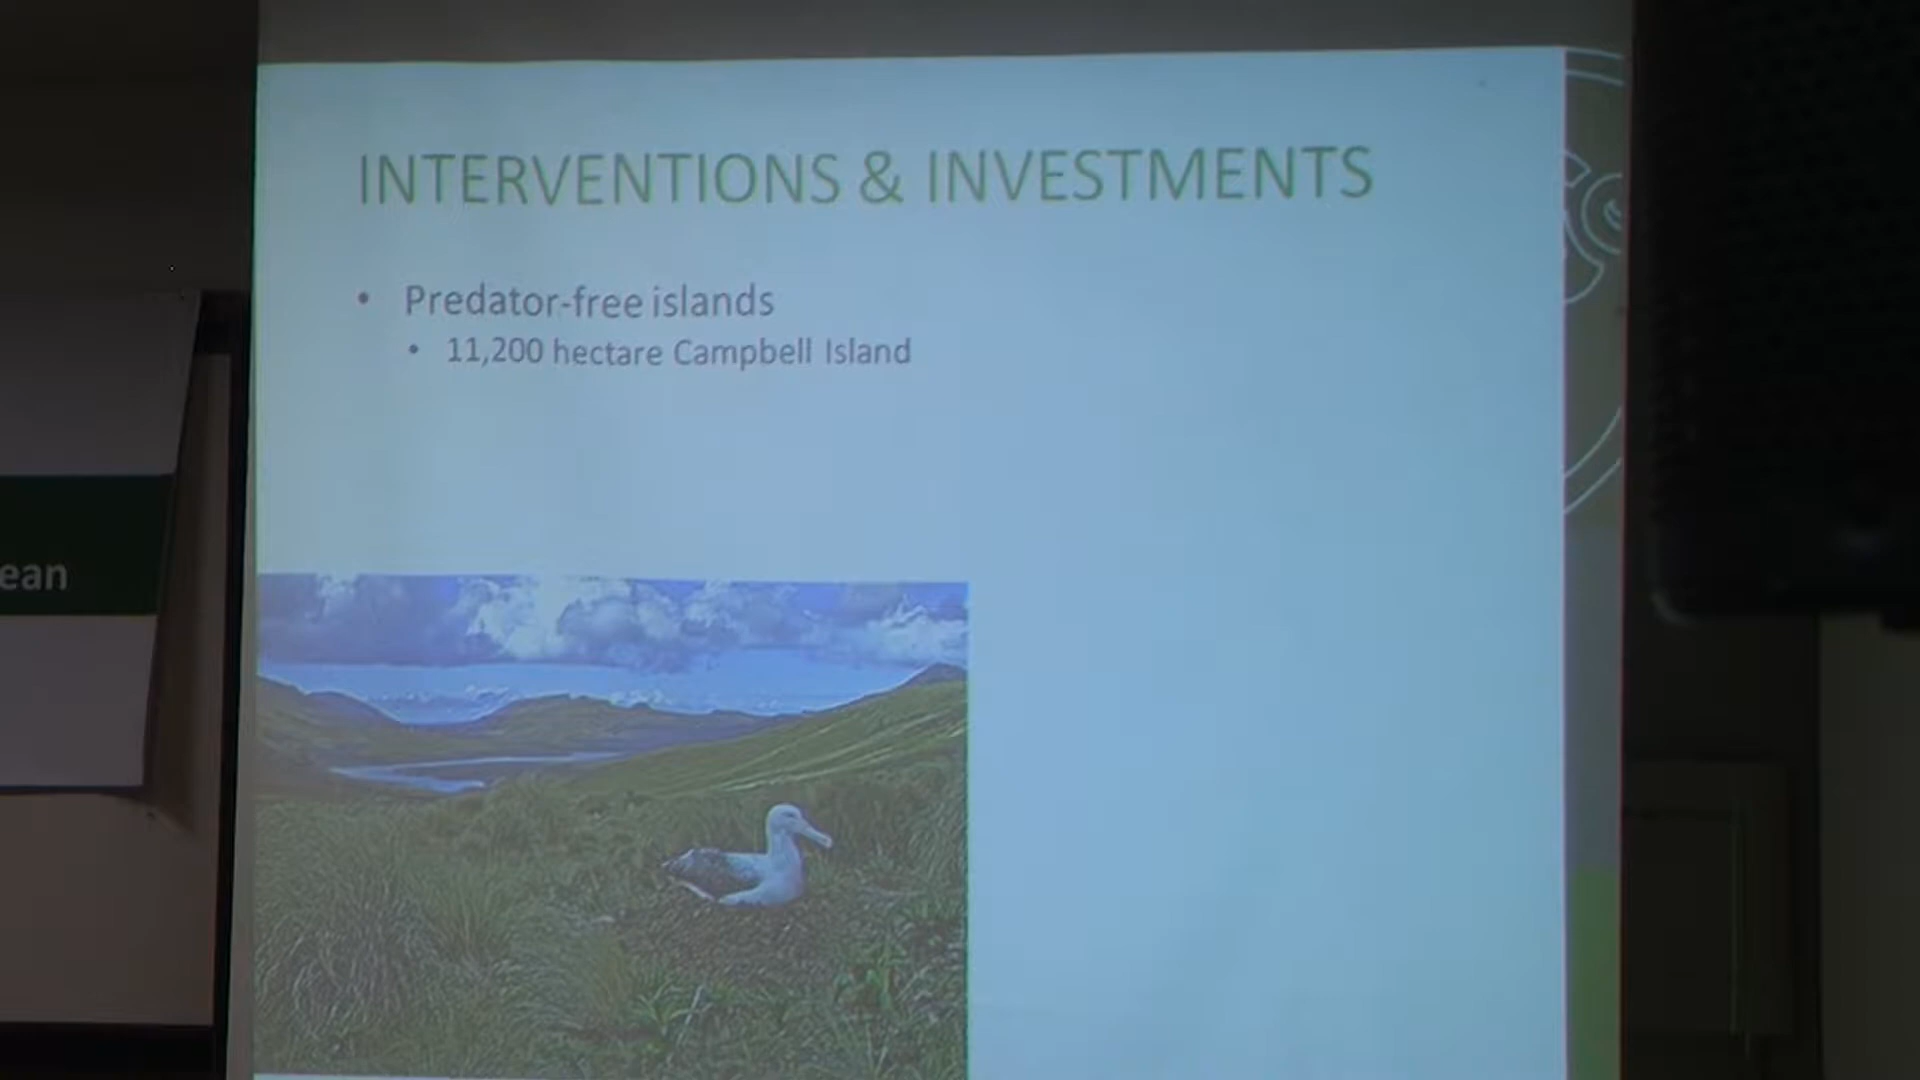 INTERVENTIONS & INVESTMENTS
• Predator-free islands
• 11,200 hectare Campbell Island
ean